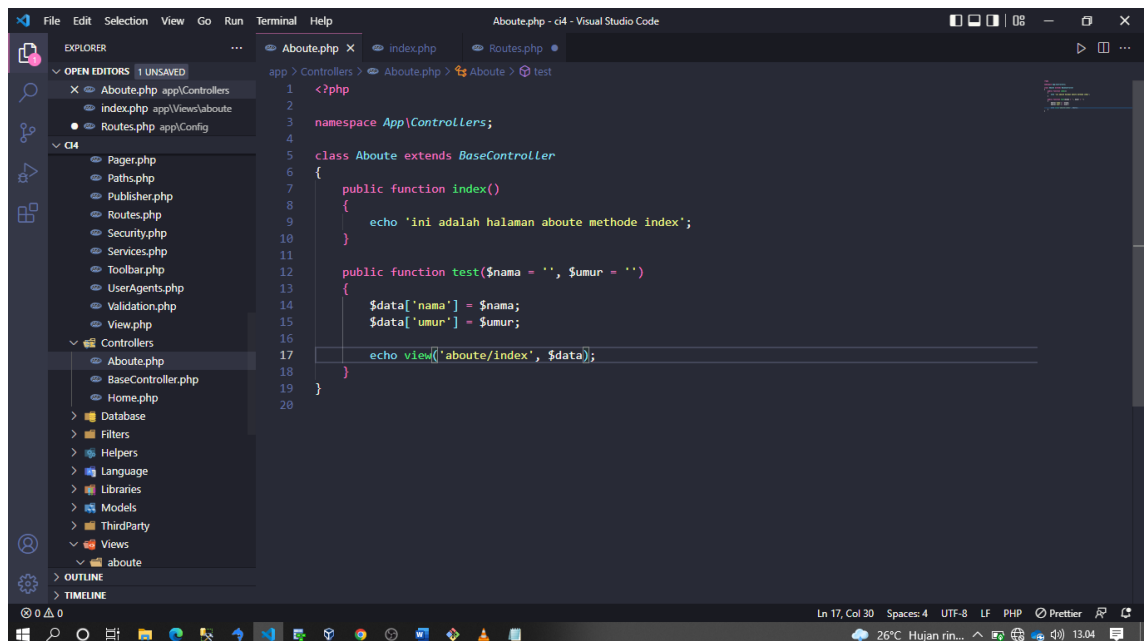 File Edit Selection View Go Run Terminal Help
Aboute.php - ci4 - Visual Studio Code
EXPLORER
OPEN EDITORS 1 UNSAVED
Aboute.php app\Controllers
index.php app\Views\aboute
Routes.php app\Config
CI4
Pager.php
Paths.php
Publisher.php
Routes.php
Security.php
Services.php
Toolbar.php
UserAgents.php
Validation.php
View.php
Controllers
Aboute.php
BaseController.php
Home.php
Database
Filters
Helpers
Language
Libraries
Models
ThirdParty
Views
aboute
OUTLINE
TIMELINE
1
Aboute.php index.php Routes.php
app > Controllers > Aboute.php > Aboute > test
1 <?php
2
3 namespace App\Controllers;
4
5 class Aboute extends BaseController
6 {
7 public function index()
8 {
9 echo 'ini adalah halaman aboute methode index';
10 }
11
12 public function test($nama = '', $umur = '')
13 {
14 $data['nama'] = $nama;
15 $data['umur'] = $umur;
16
17 echo view('aboute/index', $data);
18 }
19 }
20
0 0 Ln 17, Col 30 Spaces: 4 UTF-8 LF PHP Prettier
26°C Hujan rin... 13.04